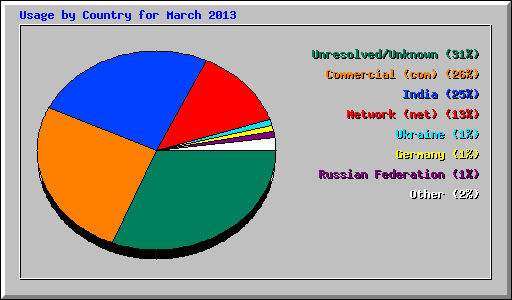 Usage by Country for March 2013
Unresolved/Unknown (31%)
Commercial (com) (26%)
India (25%)
Network (net) (13%)
Ukraine (1%)
Germany (1%)
Russian Federation (1%)
Other (2%)